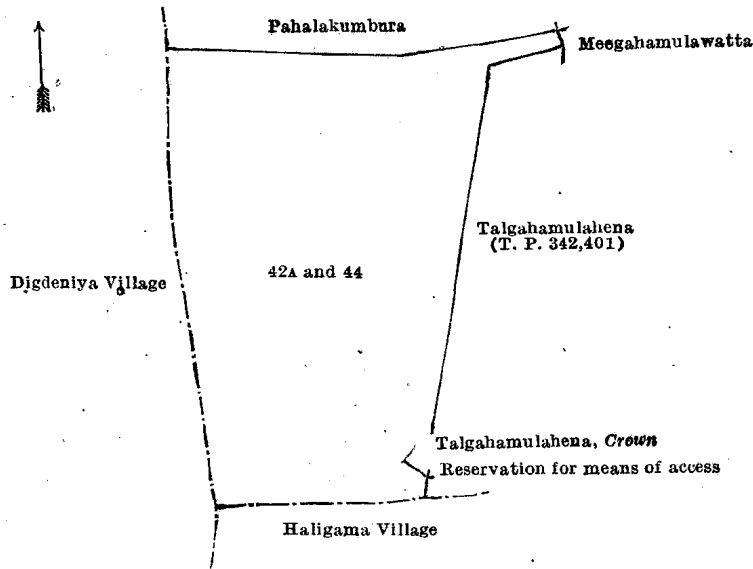 Pahalakumbura
Meegahamulawatta
Talgahamulahena
(T. P. 342,401)
Digdeniya Village
42A and 44
Talgahamulahena, Crown
Reservation for means of access
Haligama Village